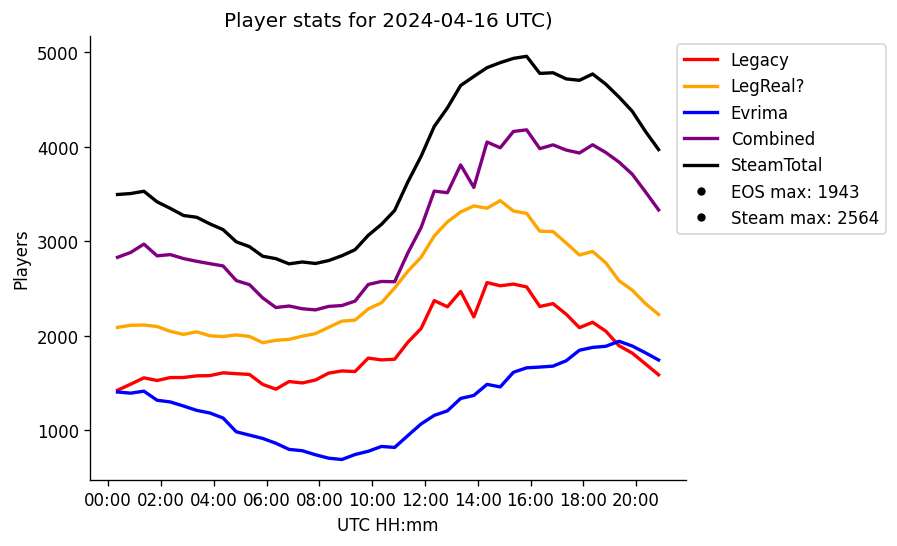 Player stats for 2024-04-16 UTC)
5000
4000
3000
2000
1000
Players
00:00 02:00 04:00 06:00 08:00 10:00 12:00 14:00 16:00 18:00 20:00
UTC HH:mm
Legacy
LegReal?
Evrima
Combined
SteamTotal
EOS max: 1943
Steam max: 2564